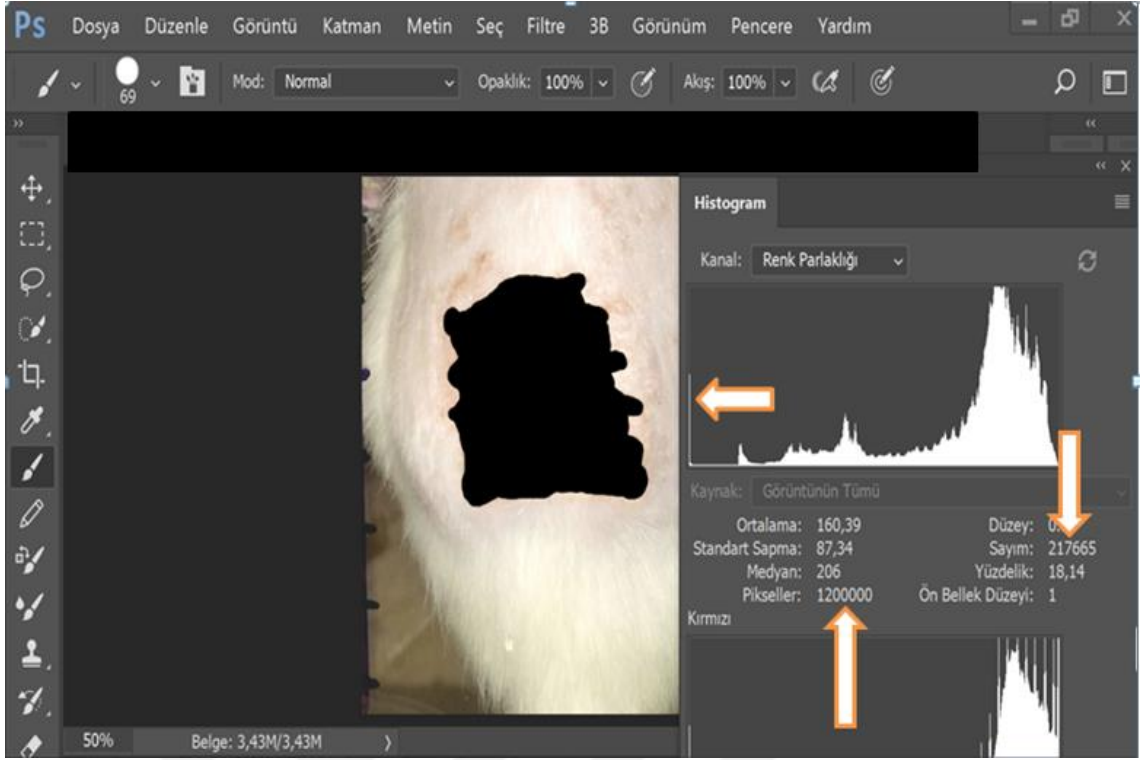 Ps Dosya Düzenle Görüntü Katman Metin Seç Filtre 3B Görünüm Pencere Yardım
69 Mod: Normal Opaklık: 100% Akış: 100%
Histogram
Kanal: Renk Parlaklığı
Kaynak: Görüntünün Tümü
Ortalama: 160,39 Düzey:
Standart Sapma: 87,34 Sayım: 217665
Medyan: 206 Yüzdelik: 18,14
Pikseller: 1200000 Ön Bellek Düzeyi: 1
Kırmızı
50% Belge: 3,43M/3,43M